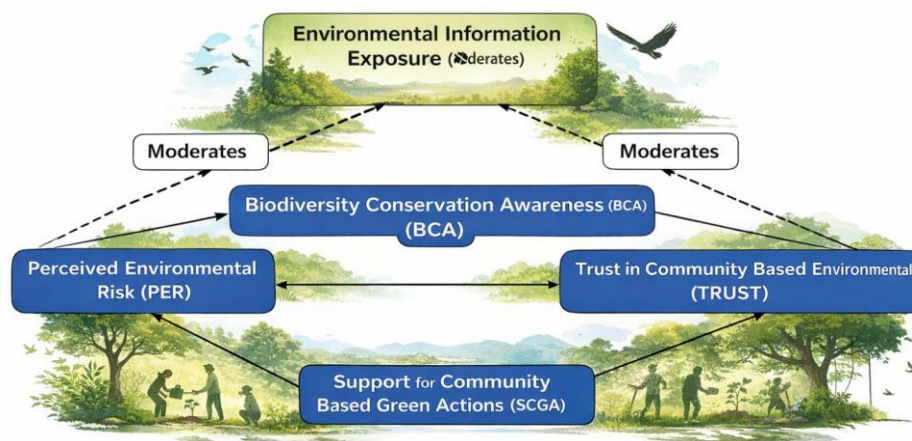 Environmental Information
Exposure (derates)
Moderates
Moderates
Biodiversity Conservation Awareness (BCA)
(BCA)
Perceived Environmental
Risk (PER)
Trust in Community Based Environmental
(TRUST)
Support for Community
Based Green Actions (SCGA)